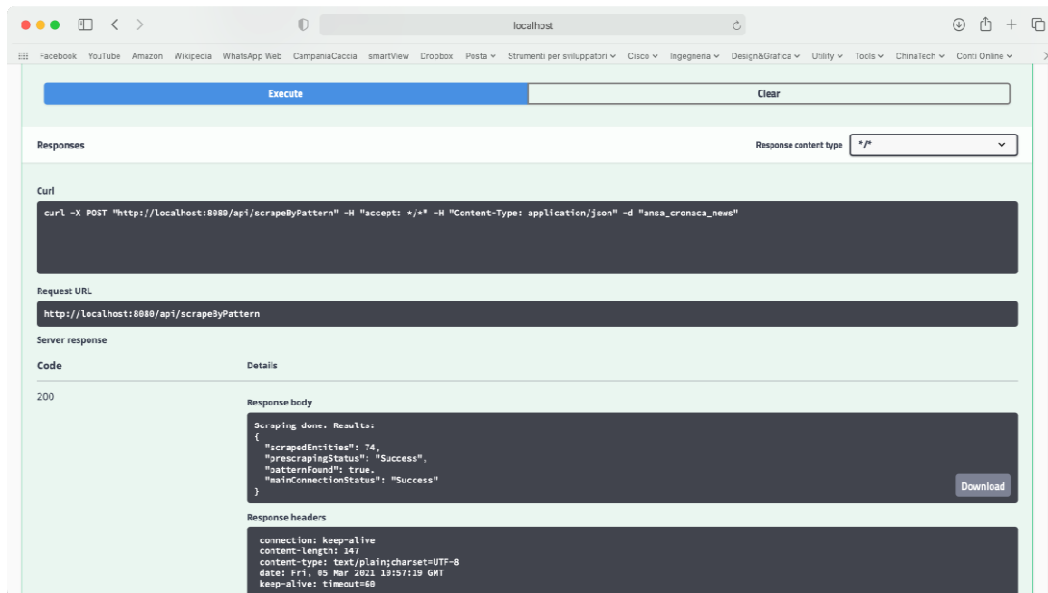 localhost
Facebook YouTube Amazon Wikipedia WhatsApp Web CampaniaCaccia smartView Dropbox Posta Strumenti per sviluppatori Cisco Ingegneria Design&Grafica Utility Tools ChinaTech Conti Online
Execute Clear
Responses Response content type */*
Curl
curl -X POST "http://localhost:8080/api/scrapeByPattern" -H "accept: */*" -H "Content-Type: application/json" -d "ansa_cronaca_news"
Request URL
http://localhost:8080/api/scrapeByPattern
Server response
Code Details
200
Response body
Scraping done. Results:
{
"scrapedEntities": 74,
"prescrapingStatus": "Success",
"patternFound": true,
"mainConnectionStatus": "Success"
}
Download
Response headers
connection: keep-alive
content-length: 147
content-type: text/plain;charset=UTF-8
date: Fri, 05 Mar 2021 10:57:19 GMT
keep-alive: timeout=60